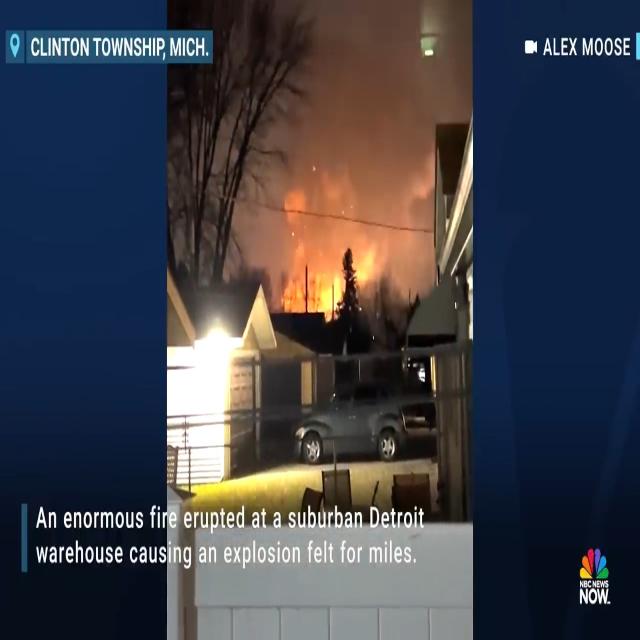 CLINTON TOWNSHIP, MICH.
ALEX MOOSE
An enormous fire erupted at a suburban Detroit
warehouse causing an explosion felt for miles.
NBC NEWS
NOW.